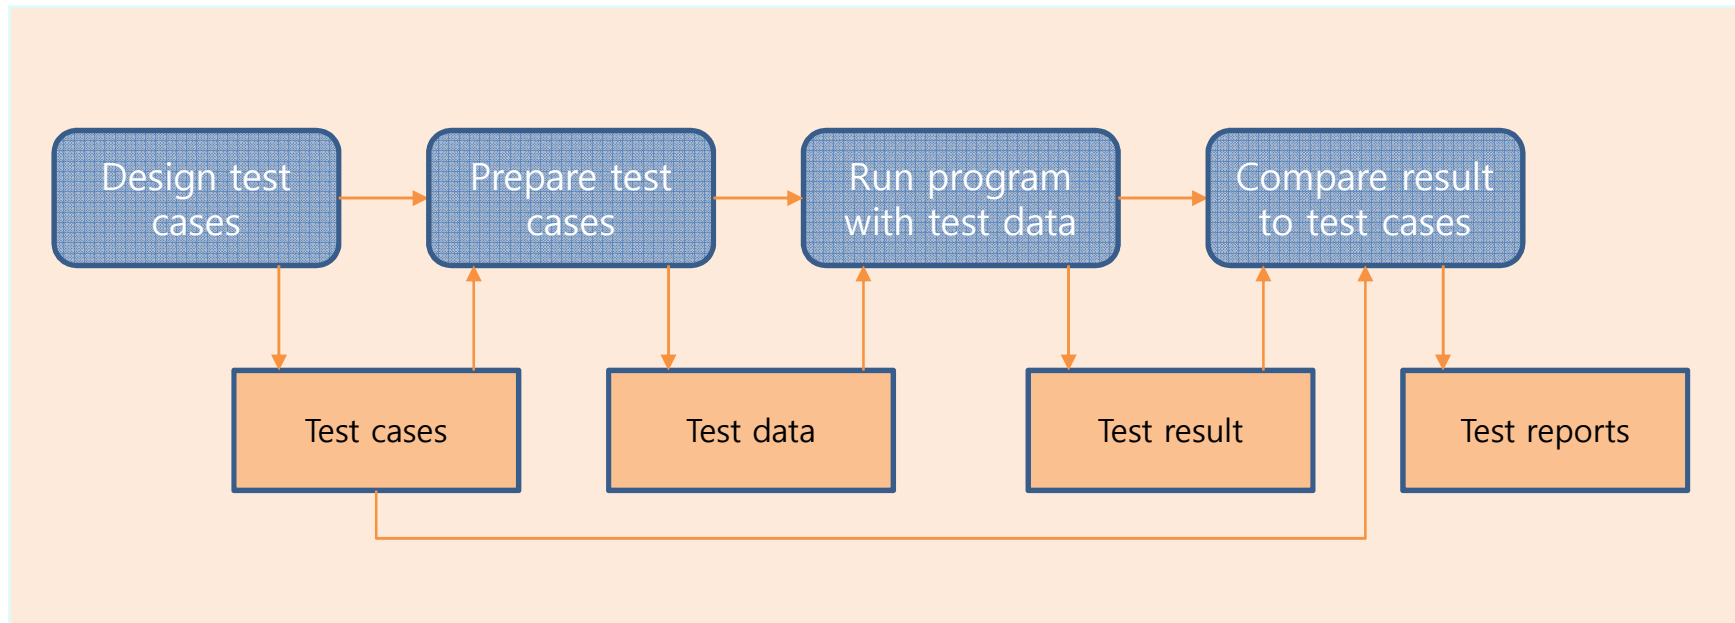 Design test
cases
Prepare test
cases
Run program
with test data
Compare result
to test cases
Test cases
Test data
Test result
Test reports